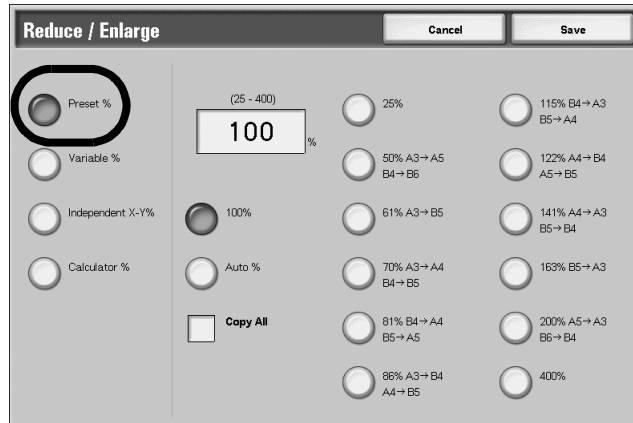 Reduce / Enlarge
Cancel
Save
Preset %
Variable %
Independent X-Y%
Calculator %
(25 - 400)
100
%
100%
Auto %
Copy All
25%
50% A3→A5
B4→B6
61% A3→B5
70% A3→A4
B4→B5
81% B4→A4
B5→A5
86% A3→B4
A4→B5
115% B4→A3
B5→A4
122% A4→B4
A5→B5
141% A4→A3
B5→B4
163% B5→A3
200% A5→A3
B6→B4
400%